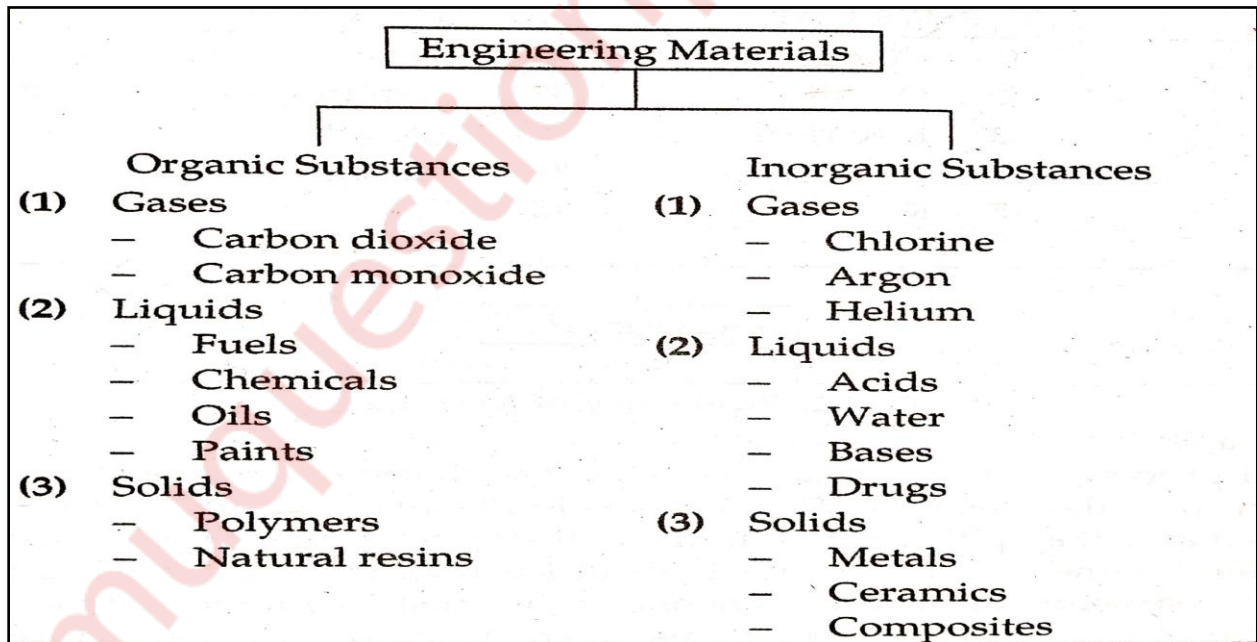 Engineering Materials
Organic Substances
(1) Gases
– Carbon dioxide
– Carbon monoxide
(2) Liquids
– Fuels
– Chemicals
– Oils
– Paints
(3) Solids
– Polymers
– Natural resins
Inorganic Substances
(1) Gases
– Chlorine
– Argon
– Helium
(2) Liquids
– Acids
– Water
– Bases
– Drugs
(3) Solids
– Metals
– Ceramics
– Composites
muquestion